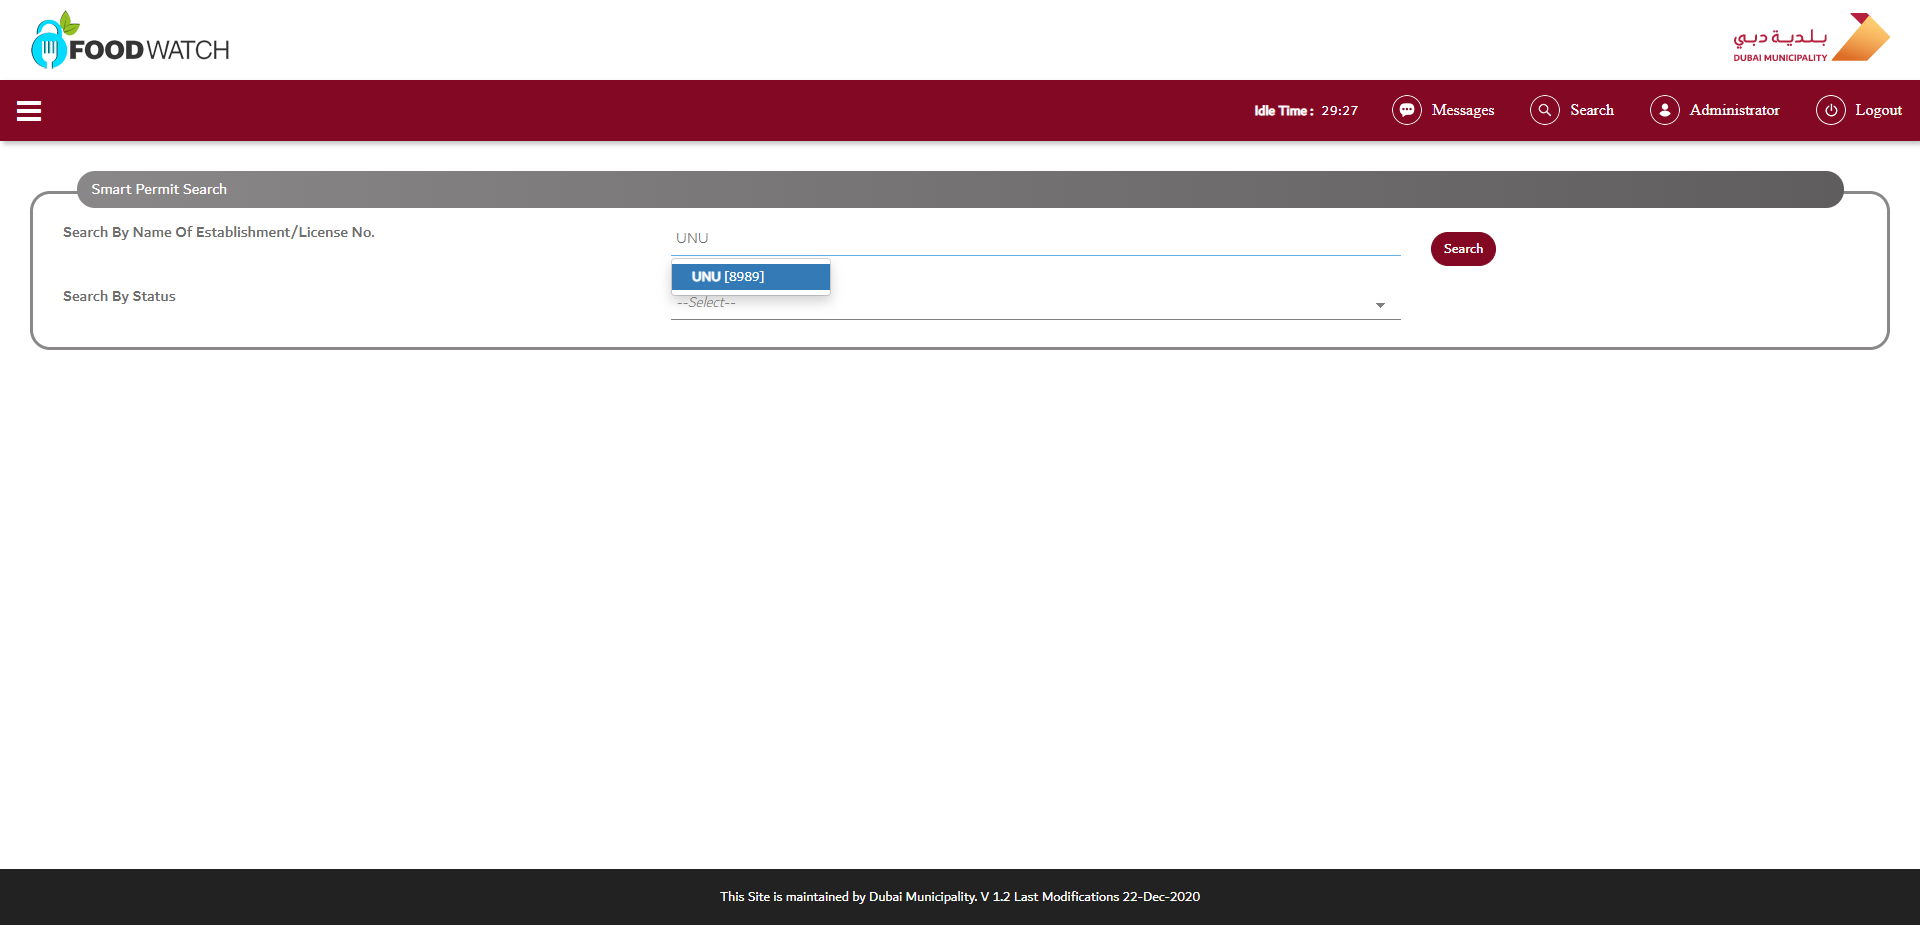 FOODWATCH
بلدية دبي
DUBAI MUNICIPALITY
Idle Time : 29:27
Messages
Search
Administrator
Logout
Smart Permit Search
Search By Name Of Establishment/License No.
UNU
Search
UNU [8989]
Search By Status
--Select--
This Site is maintained by Dubai Municipality. V 1.2 Last Modifications 22-Dec-2020